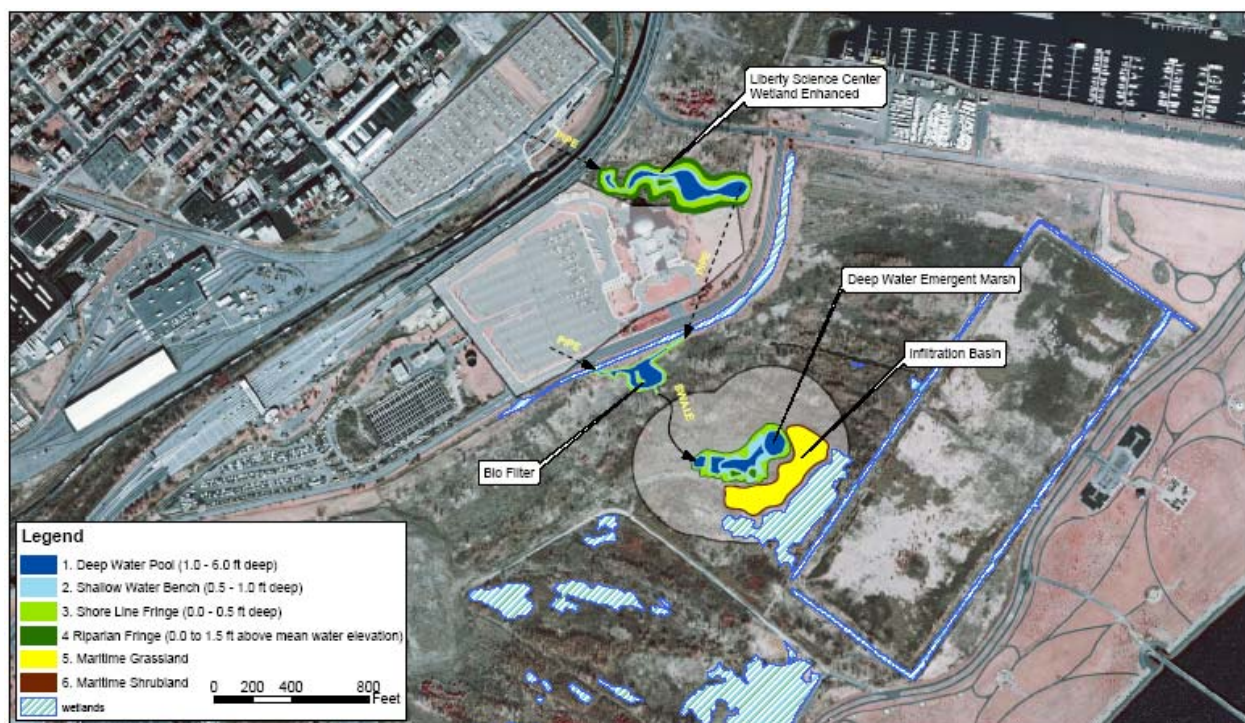 Liberty Science Center
Wetland Enhanced
PIPE
PIPE
Deep Water Emergent Marsh
PIPE
Infiltration Basin
SWALE
Bio Filter
Legend
1. Deep Water Pool (1.0 - 6.0 ft deep)
2. Shallow Water Bench (0.5 - 1.0 ft deep)
3. Shore Line Fringe (0.0 - 0.5 ft deep)
4 Riparian Fringe (0.0 to 1.5 ft above mean water elevation)
5. Maritime Grassland
6. Maritime Shrubland
0 200 400 800
Feet
wetlands